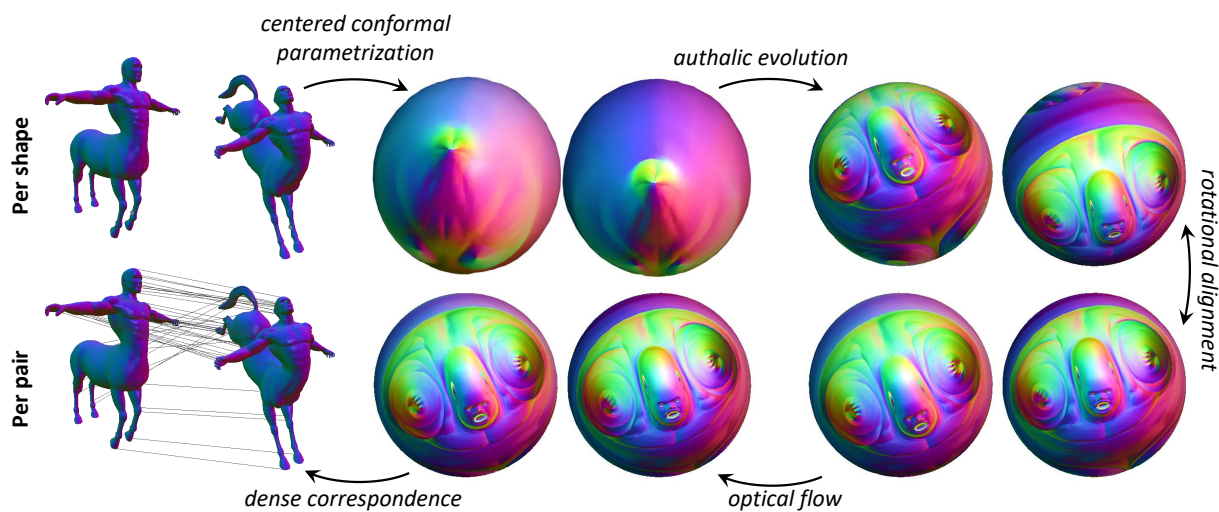 centered conformal
parametrization
authalic evolution
Per shape
rotational alignment
Per pair
dense correspondence
optical flow